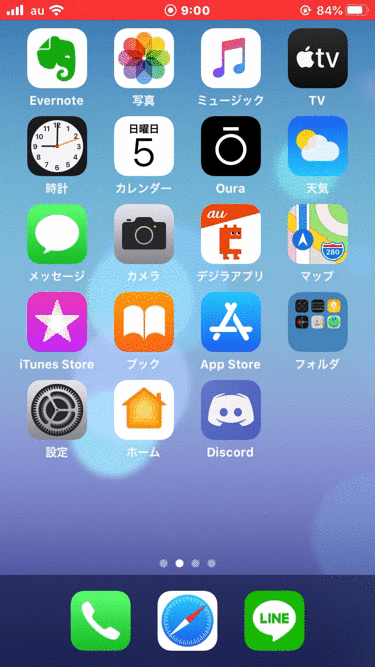 au 9:00 84%
tv
Evernote 写真 ミュージック TV
日曜日
5
時計 カレンダー Oura 天気
au
280
メッセージ カメラ デジラアプリ マップ
iTunes Store ブック App Store フォルダ
設定 ホーム Discord
LINE